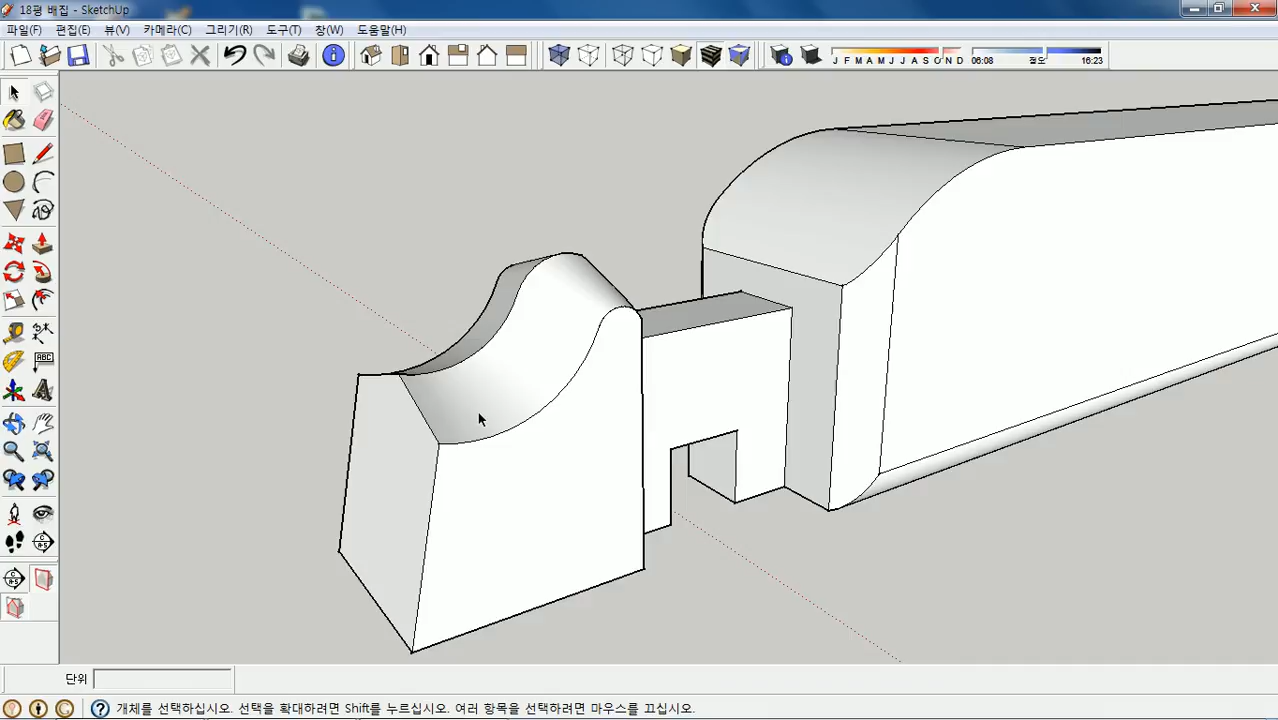 18평 배집 - SketchUp
파일(F) 편집(E) 뷰(V) 카메라(C) 그리기(R) 도구(T) 창(W) 도움말(H)
J F M A M J J A S O N D 06:08 정오 16:23
ABC
단위
개체를 선택하십시오. 선택을 확대하려면 Shift를 누르십시오. 여러 항목을 선택하려면 마우스를 끄십시오.